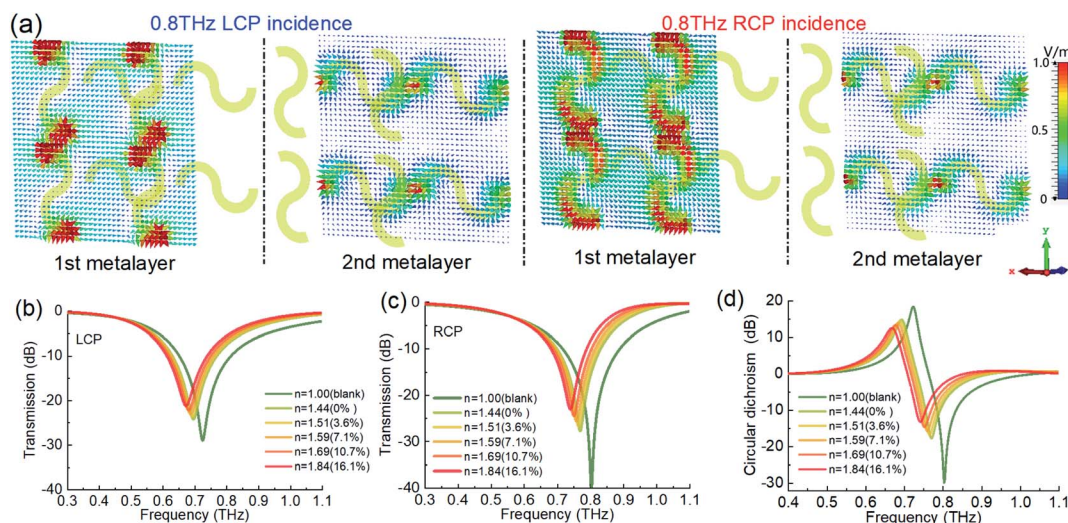 (a)
0.8THz LCP incidence
0.8THz RCP incidence
V/m
1.0
0.5
0
1st metalayer
2nd metalayer
1st metalayer
2nd metalayer
y
x
(b)
Transmission (dB)
0
-10
-20
-30
-40
LCP
n=1.00(blank)
n=1.44(0% )
n=1.51(3.6%)
n=1.59(7.1%)
n=1.69(10.7%)
n=1.84(16.1%)
0.3 0.4 0.5 0.6 0.7 0.8 0.9 1.0 1.1
Frequency (THz)
(c)
Transmission (dB)
0
-10
-20
-30
-40
RCP
n=1.00(blank)
n=1.44(0% )
n=1.51(3.6%)
n=1.59(7.1%)
n=1.69(10.7%)
n=1.84(16.1%)
0.3 0.4 0.5 0.6 0.7 0.8 0.9 1.0 1.1
Frequency(THz)
(d)
Circular dichroism (dB)
20
10
0
-10
-20
-30
n=1.00(blank)
n=1.44(0%)
n=1.51(3.6%)
n=1.59(7.1%)
n=1.69(10.7%)
n=1.84(16.1%)
0.4 0.5 0.6 0.7 0.8 0.9 1.0 1.1
Frequency (THz)